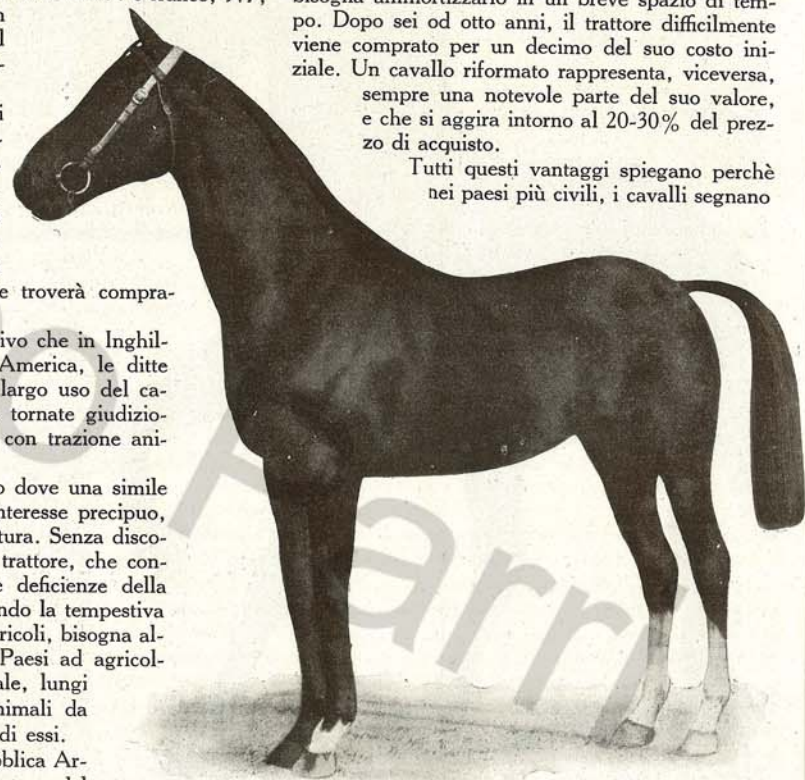 bisogna ammortizzarlo in un breve spazio di tem-
po. Dopo sei od otto anni, il trattore difficilmente
viene comprato per un decimo del suo costo ini-
ziale. Un cavallo riformato rappresenta, viceversa,
sempre una notevole parte del suo valore,
e che si aggira intorno al 20-30% del prez-
zo di acquisto.
Tutti questi vantaggi spiegano perchè
nei paesi più civili, i cavalli segnano
e troverà compra-
ivo che in Inghil-
America, le ditte
largo uso del ca-
tornate giudizio-
con trazione ani-
o dove una simile
nteresse precipuo,
tura. Senza disco-
trattore, che con-
e deficienze della
ndo la tempestiva
ricoli, bisogna al-
Paesi ad agricol-
ale, lungi
nimali da
di essi.
bblica Ar-
arri